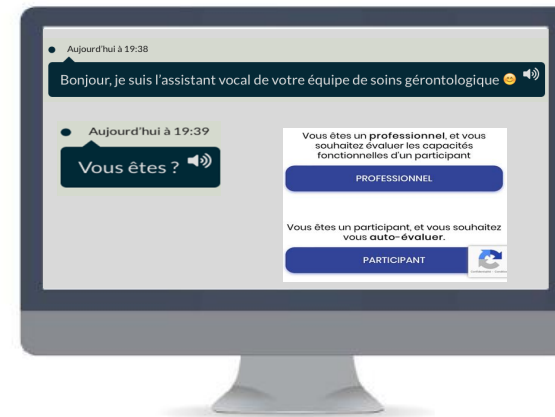 Aujourd'hui à 19:38
Bonjour, je suis l'assistant vocal de votre équipe de soins gérontologique 😊
Aujourd'hui à 19:39
Vous êtes ?
Vous êtes un professionnel, et vous
souhaitez évaluer les capacités
fonctionnelles d'un participant
PROFESSIONNEL
Vous êtes un participant, et vous souhaitez
vous auto-évaluer.
PARTICIPANT